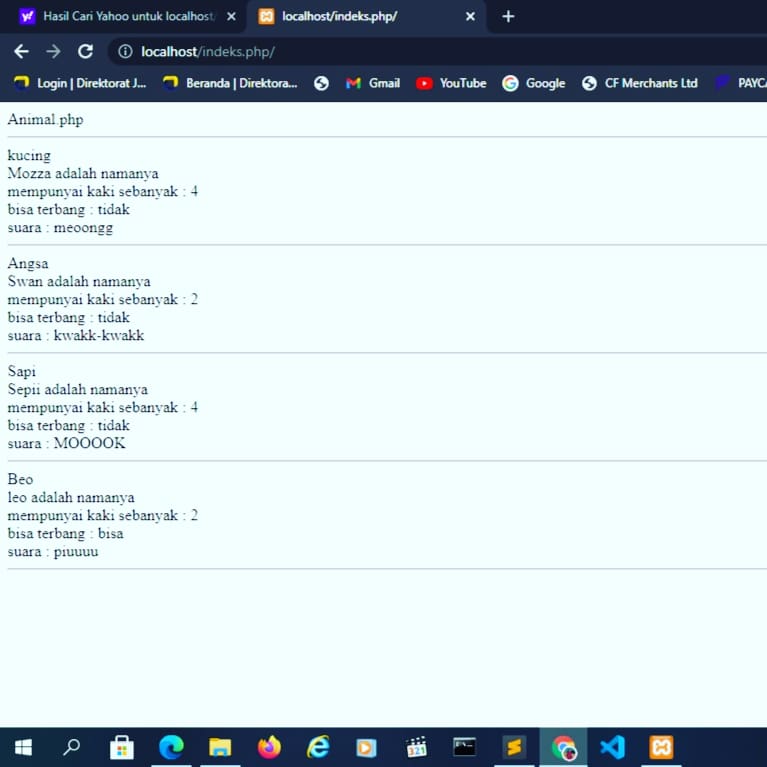 Hasil Cari Yahoo untuk localhost/
localhost/indeks.php/
localhost/indeks.php/
Login | Direktorat J...
Beranda | Direktora...
Gmail
YouTube
Google
CF Merchants Ltd
Animal.php
kucing
Mozza adalah namanya
mempunyai kaki sebanyak : 4
bisa terbang : tidak
suara : meoongg
Angsa
Swan adalah namanya
mempunyai kaki sebanyak : 2
bisa terbang : tidak
suara : kwakk-kwakk
Sapi
Sepii adalah namanya
mempunyai kaki sebanyak : 4
bisa terbang : tidak
suara : MOOOOK
Beo
leo adalah namanya
mempunyai kaki sebanyak : 2
bisa terbang : bisa
suara : piuuuu
321